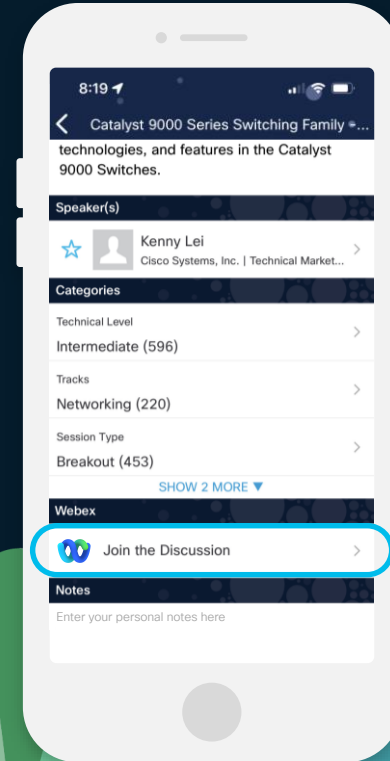 8:19
Catalyst 9000 Series Switching Family -...
technologies, and features in the Catalyst
9000 Switches.
Speaker(s)
Kenny Lei
Cisco Systems, Inc. | Technical Market...
Categories
Technical Level
Intermediate (596)
Tracks
Networking (220)
Session Type
Breakout (453)
SHOW 2 MORE ▼
Webex
Join the Discussion
Notes
Enter your personal notes here